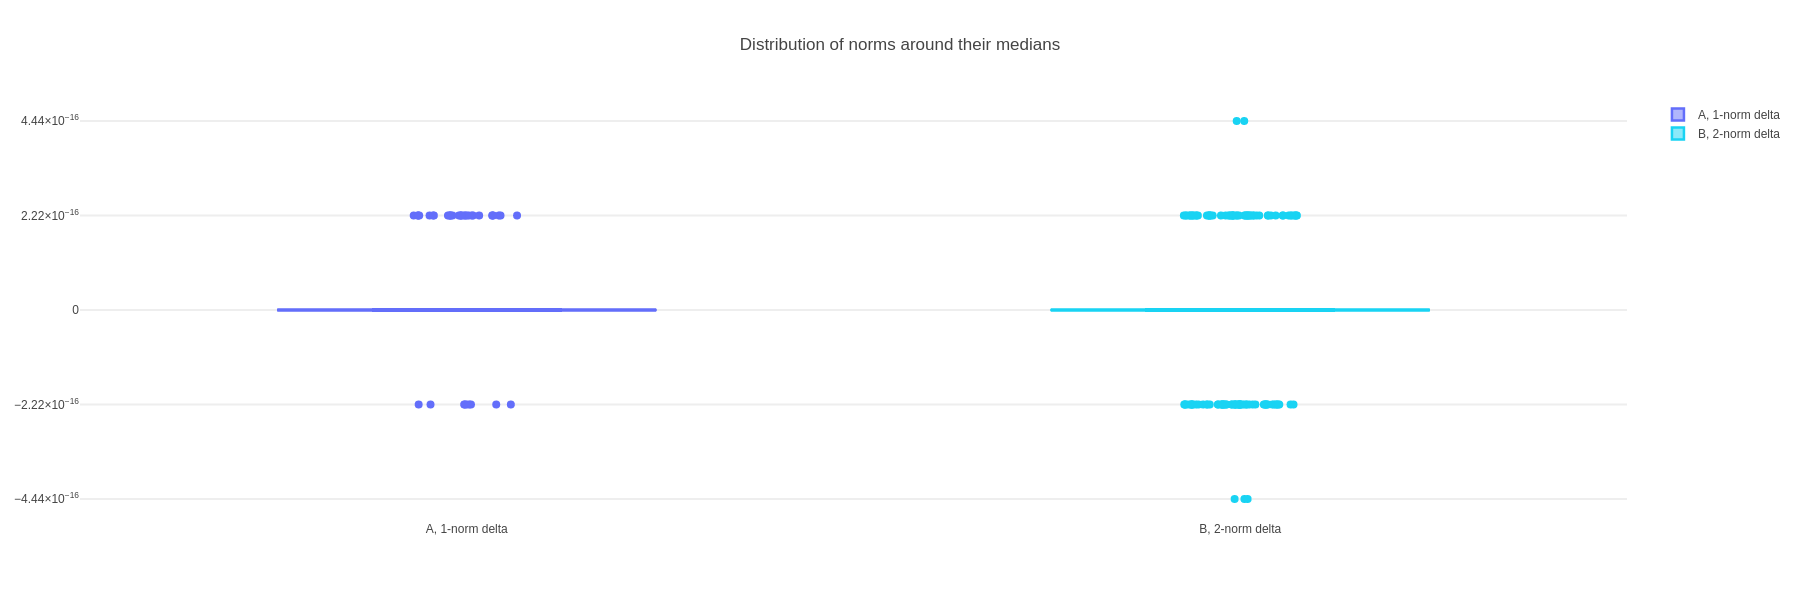 Distribution of norms around their medians
4.44×10⁻¹⁶
2.22×10⁻¹⁶
0
−2.22×10⁻¹⁶
−4.44×10⁻¹⁶
A, 1-norm delta
B, 2-norm delta
A, 1-norm delta
B, 2-norm delta